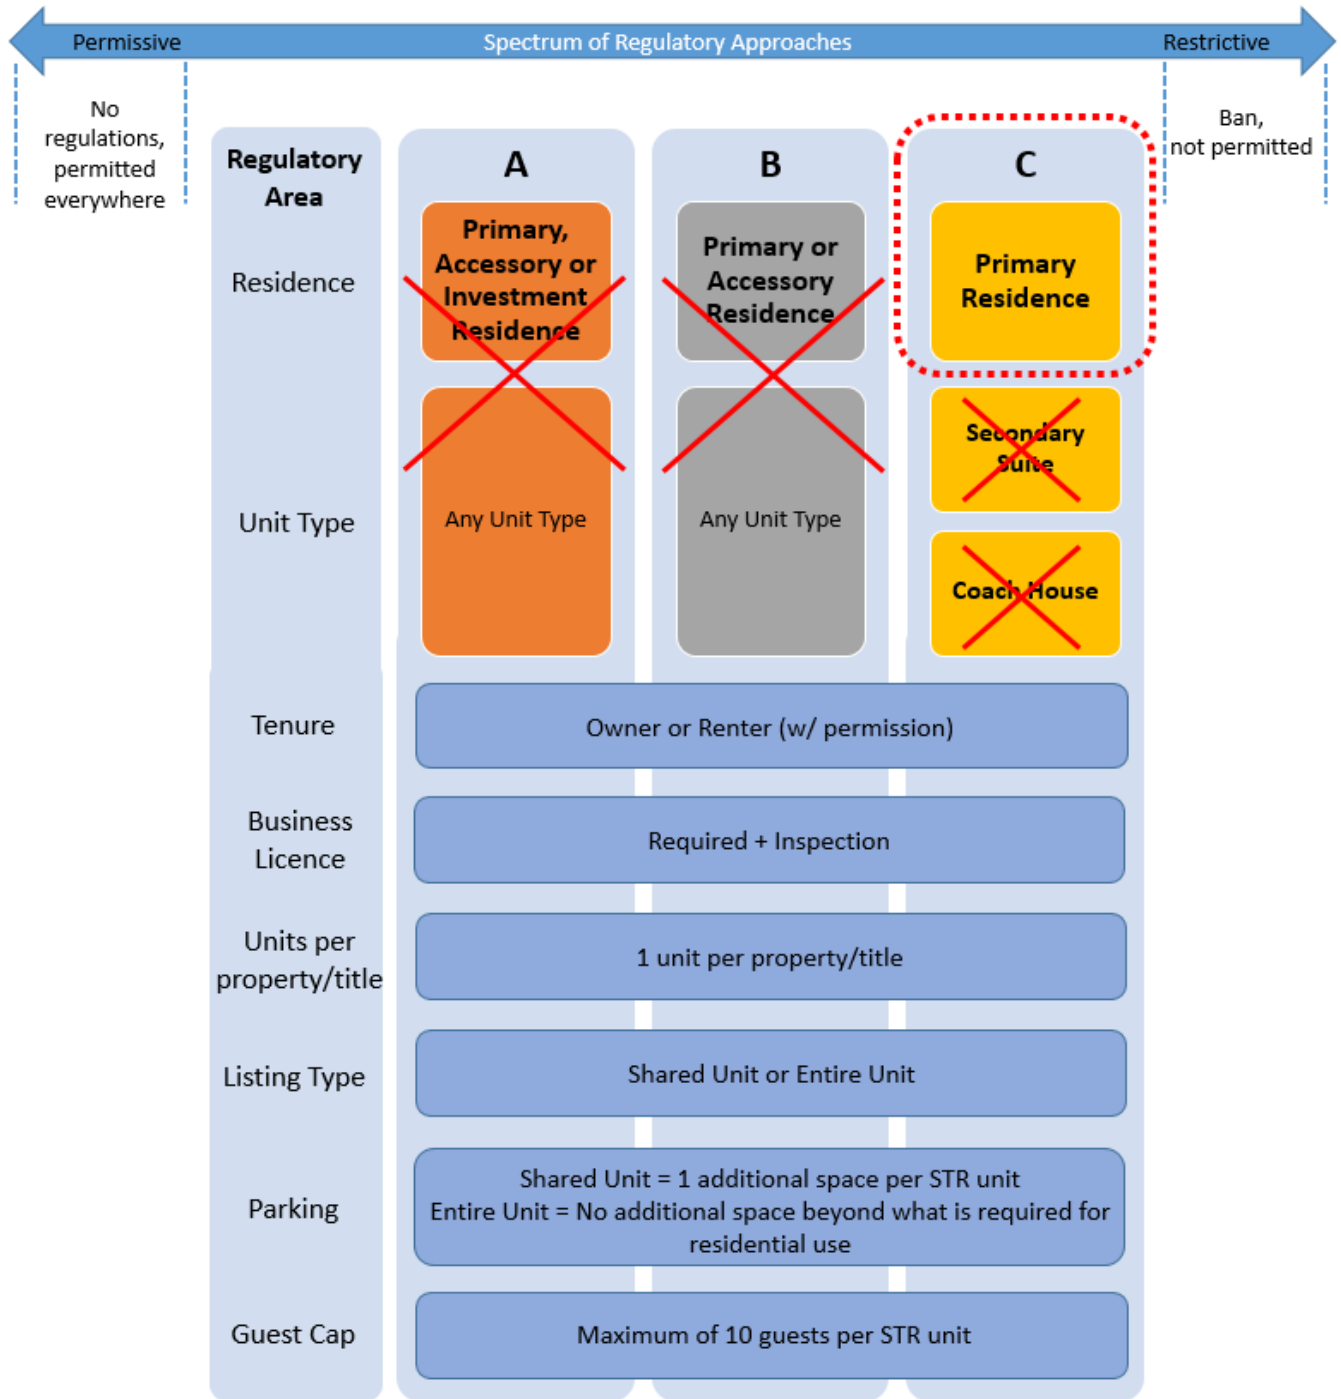 Permissive
Spectrum of Regulatory Approaches
Restrictive
No
regulations,
permitted
everywhere
Ban,
not permitted
Regulatory
Area
A
B
C
Residence
Primary,
Accessory or
Investment
Residence
Primary or
Accessory
Residence
Primary
Residence
Unit Type
Any Unit Type
Any Unit Type
Secondary
Suite
Coach House
Tenure
Owner or Renter (w/ permission)
Business
Licence
Required + Inspection
Units per
property/title
1 unit per property/title
Listing Type
Shared Unit or Entire Unit
Parking
Shared Unit = 1 additional space per STR unit
Entire Unit = No additional space beyond what is required for
residential use
Guest Cap
Maximum of 10 guests per STR unit